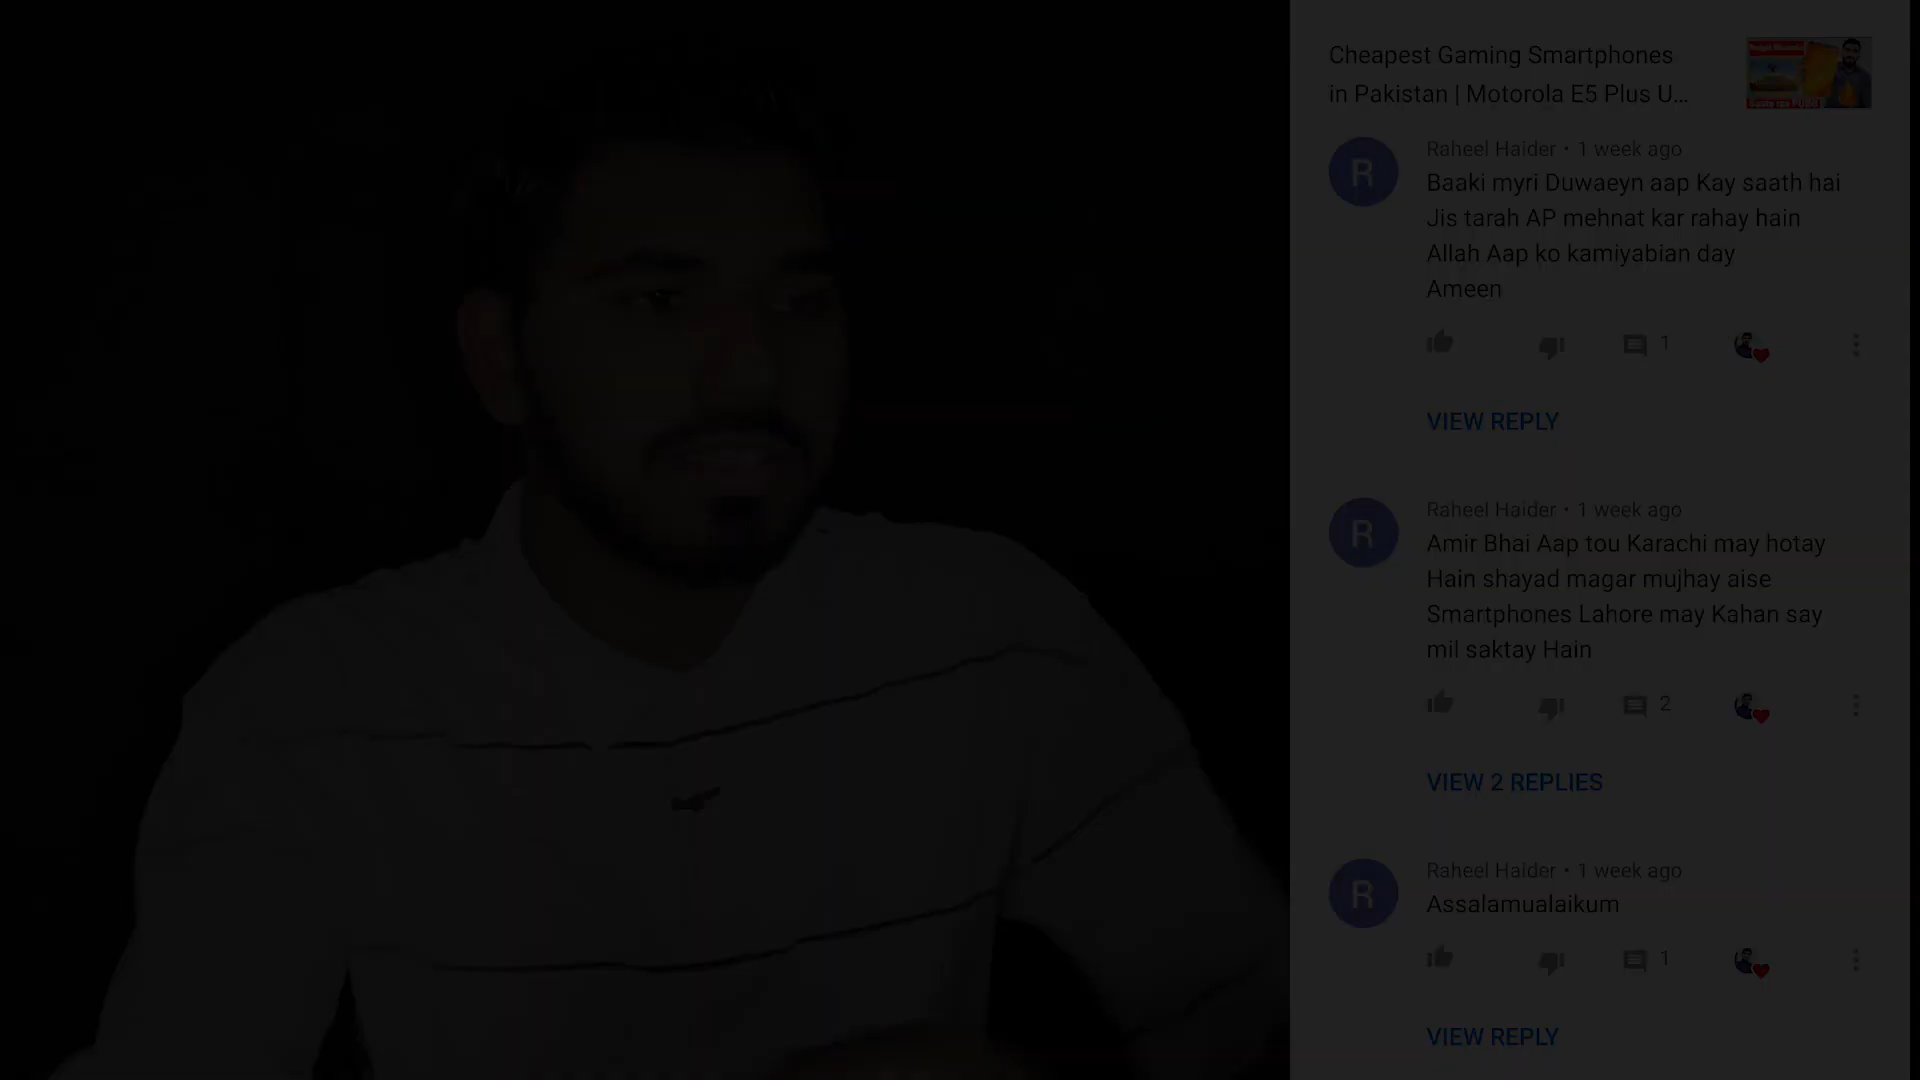 Cheapest Gaming Smartphones
in Pakistan | Motorola E5 Plus U...
R
Raheel Haider • 1 week ago
Baaki myri Duwaeyn aap Kay saath hai
Jis tarah AP mehnat kar rahay hain
Allah Aap ko kamiyabian day
Ameen
1
VIEW REPLY
R
Raheel Haider • 1 week ago
Amir Bhai Aap tou Karachi may hotay
Hain shayad magar mujhay aise
Smartphones Lahore may Kahan say
mil saktay Hain
2
VIEW 2 REPLIES
R
Raheel Haider • 1 week ago
Assalamualaikum
1
VIEW REPLY